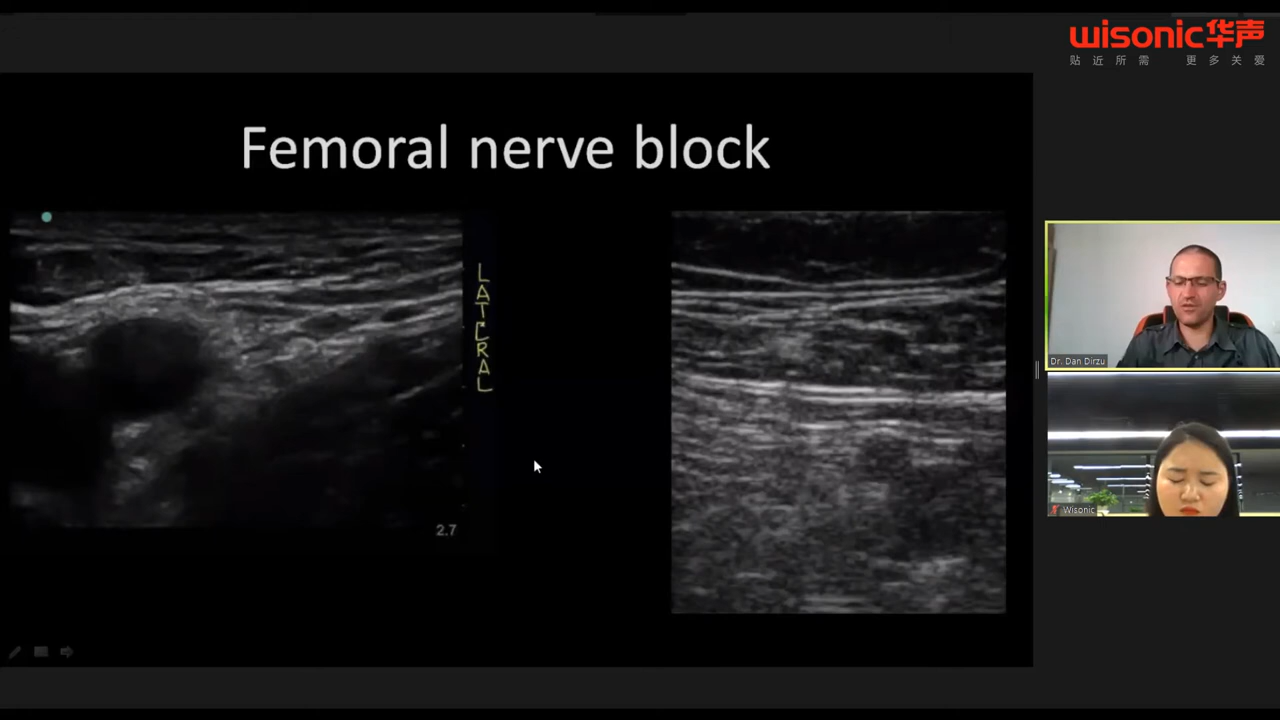 wisonic华声
贴近所需 更多关爱
Femoral nerve block
LATERAL
2.7
Dr. Dan Dirzu
Wisonic